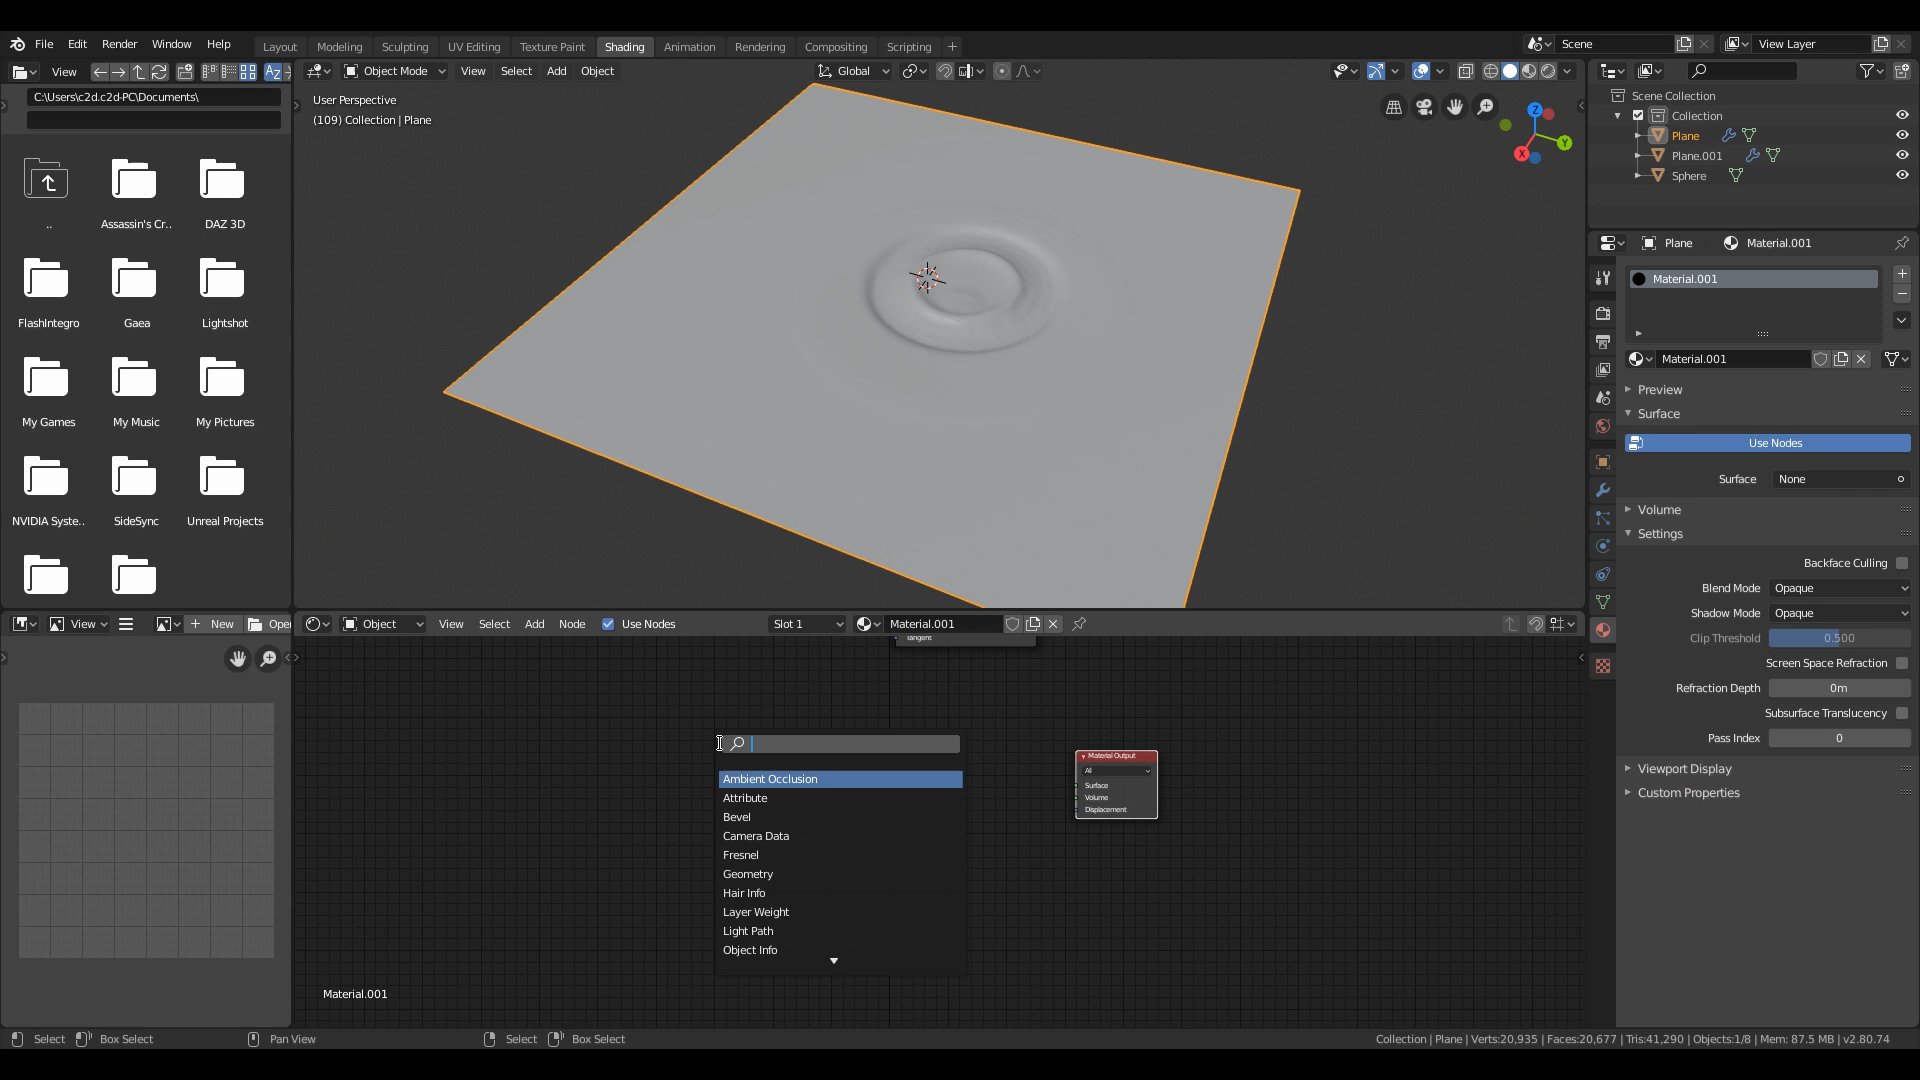 File Edit Render Window Help
Layout Modeling Sculpting UV Editing Texture Paint Shading Animation Rendering Compositing Scripting +
Scene
View Layer
View
Az
Object Mode View Select Add Object
Global
C:\Users\c2d.c2d-PC\Documents\
User Perspective
(109) Collection | Plane
Z
Y
X
..
Assassin's Cr..
DAZ 3D
FlashIntegro
Gaea
Lightshot
My Games
My Music
My Pictures
NVIDIA Syste..
SideSync
Unreal Projects
Scene Collection
Collection
Plane
Plane.001
Sphere
Plane
Material.001
Material.001
Material.001
Preview
Surface
Use Nodes
Surface None
Volume
Settings
Backface Culling
Blend Mode Opaque
Shadow Mode Opaque
Clip Threshold 0.500
Screen Space Refraction
Refraction Depth 0m
Subsurface Translucency
Pass Index 0
Viewport Display
Custom Properties
View
+ New
Open
Object View Select Add Node Use Nodes
Slot 1
Material.001
Tangent
Ambient Occlusion
Attribute
Bevel
Camera Data
Fresnel
Geometry
Hair Info
Layer Weight
Light Path
Object Info
Material Output
All
Surface
Volume
Displacement
Material.001
Select Box Select Pan View Select Box Select
Collection | Plane | Verts:20,935 | Faces:20,677 | Tris:41,290 | Objects:1/8 | Mem: 87.5 MB | v2.80.74